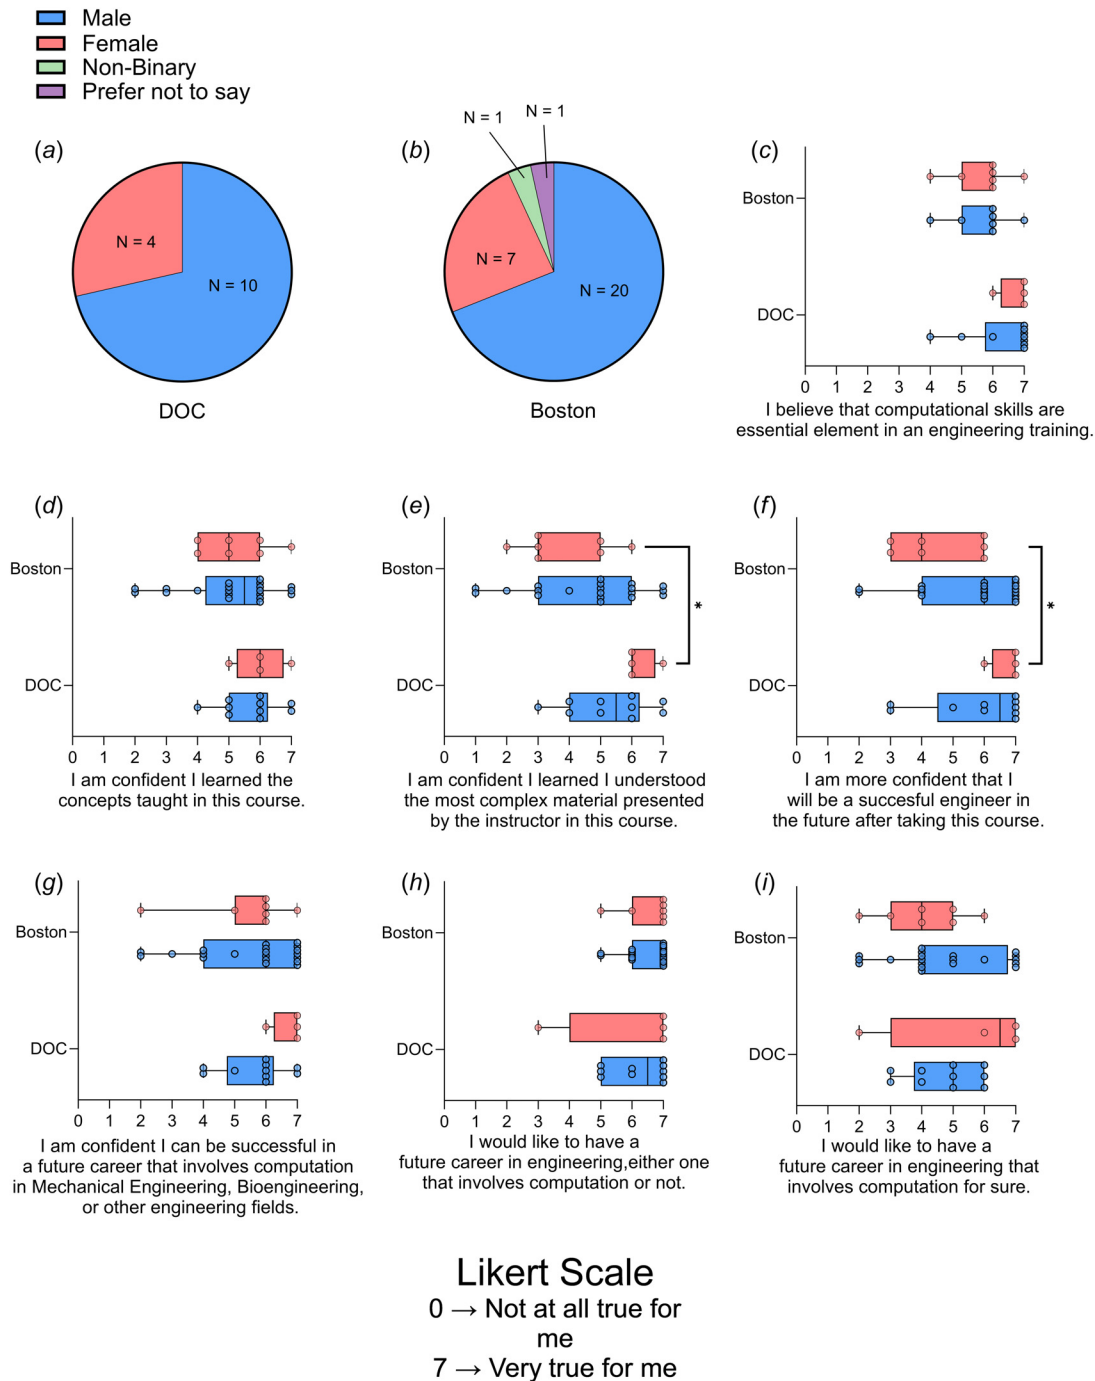 Male
Female
Non-Binary
Prefer not to say
(a)
N = 4
N = 10
DOC
(b)
N = 1
N = 1
N = 7
N = 20
Boston
(c)
Boston
DOC
0 1 2 3 4 5 6 7
I believe that computational skills are
essential element in an engineering training.
(d)
Boston
DOC
0 1 2 3 4 5 6 7
I am confident I learned the
concepts taught in this course.
(e)
Boston
*
DOC
0 1 2 3 4 5 6 7
I am confident I learned I understood
the most complex material presented
by the instructor in this course.
(f)
Boston
*
DOC
0 1 2 3 4 5 6 7
I am more confident that I
will be a succesful engineer in
the future after taking this course.
(g)
Boston
DOC
0 1 2 3 4 5 6 7
I am confident I can be successful in
a future career that involves computation
in Mechanical Engineering, Bioengineering,
or other engineering fields.
(h)
Boston
DOC
0 1 2 3 4 5 6 7
I would like to have a
future career in engineering,either one
that involves computation or not.
(i)
Boston
DOC
0 1 2 3 4 5 6 7
I would like to have a
future career in engineering that
involves computation for sure.
Likert Scale
0 → Not at all true for
me
7 → Very true for me